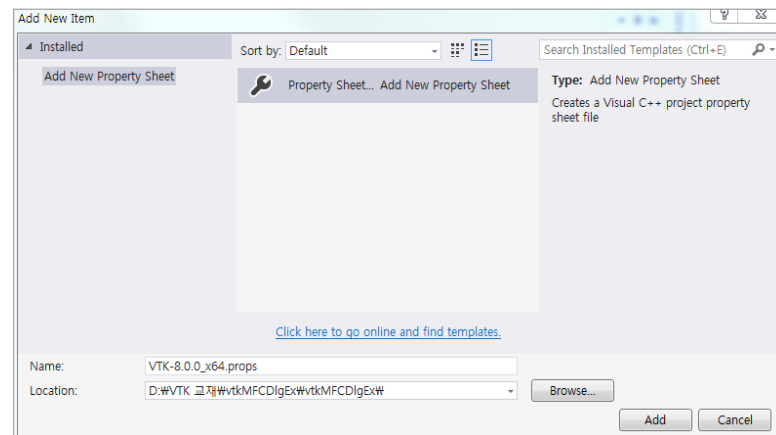 Add New Item
Installed
Sort by: Default
Search Installed Templates (Ctrl+E)
Add New Property Sheet
Property Sheet... Add New Property Sheet
Type: Add New Property Sheet
Creates a Visual C++ project property
sheet file
Click here to go online and find templates.
Name: VTK-8.0.0_x64.props
Location: D:₩VTK 교재₩vtkMFCDlgEx₩vtkMFCDlgEx₩
Browse...
Add Cancel